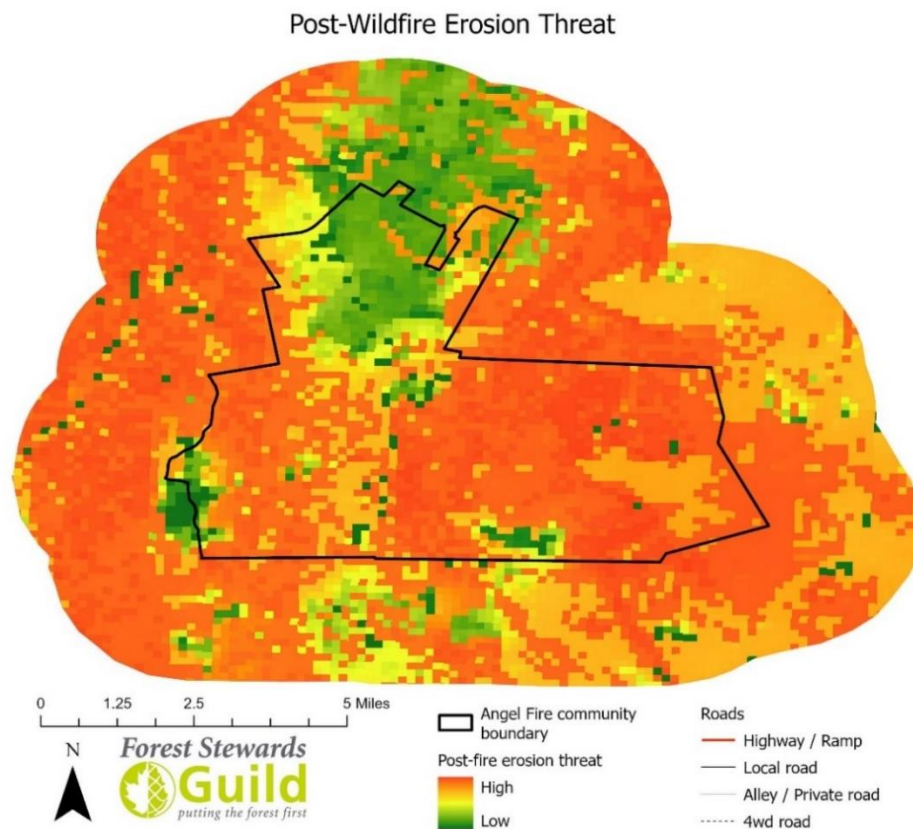 Post-Wildfire Erosion Threat
0 1.25 2.5 5 Miles
N
Forest Stewards
Guild
putting the forest first
Angel Fire community
boundary
Post-fire erosion threat
High
Low
Roads
Highway / Ramp
Local road
Alley / Private road
4wd road